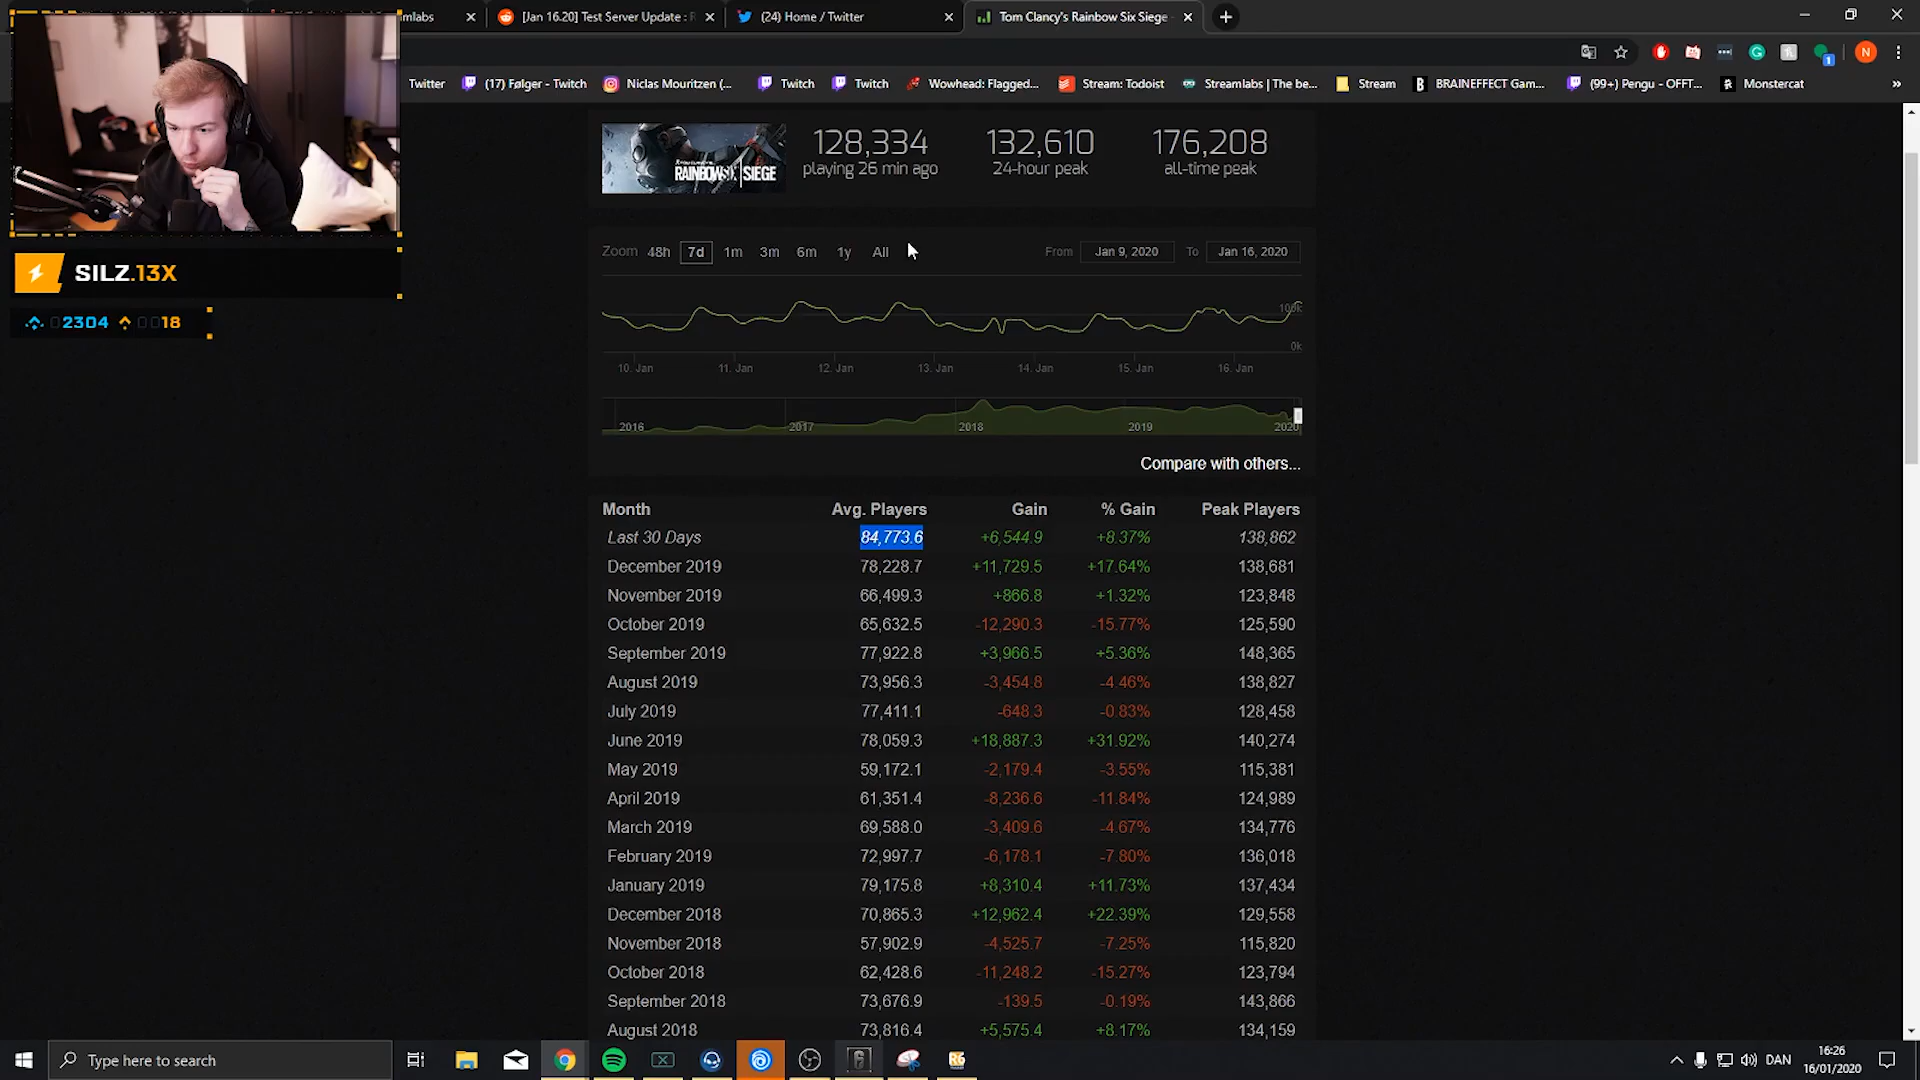 mlabs
[Jan 16.20] Test Server Update :
(24) Home / Twitter
Tom Clancy's Rainbow Six Siege
Twitter
(17) Følger - Twitch
Niclas Mouritzen (...
Twitch
Twitch
Wowhead: Flagged...
Stream: Todoist
Streamlabs | The be...
Stream
BRAINEFFECT Gam...
(99+) Pengu - OFFT...
Monstercat
»
RAINBOW SIX | SIEGE
128,334
playing 26 min ago
132,610
24-hour peak
176,208
all-time peak
SILZ.13X
02304 0018
Zoom 48h 7d 1m 3m 6m 1y All
From Jan 9, 2020 To Jan 16, 2020
100k
0k
10. Jan 11. Jan 12. Jan 13. Jan 14. Jan 15. Jan 16. Jan
2016 2017 2018 2019 2020
Compare with others...
Month Avg. Players Gain % Gain Peak Players
Last 30 Days 84,773.6 +6,544.9 +8.37% 138,862
December 2019 78,228.7 +11,729.5 +17.64% 138,681
November 2019 66,499.3 +866.8 +1.32% 123,848
October 2019 65,632.5 -12,290.3 -15.77% 125,590
September 2019 77,922.8 +3,966.5 +5.36% 148,365
August 2019 73,956.3 -3,454.8 -4.46% 138,827
July 2019 77,411.1 -648.3 -0.83% 128,458
June 2019 78,059.3 +18,887.3 +31.92% 140,274
May 2019 59,172.1 -2,179.4 -3.55% 115,381
April 2019 61,351.4 -8,236.6 -11.84% 124,989
March 2019 69,588.0 -3,409.6 -4.67% 134,776
February 2019 72,997.7 -6,178.1 -7.80% 136,018
January 2019 79,175.8 +8,310.4 +11.73% 137,434
December 2018 70,865.3 +12,962.4 +22.39% 129,558
November 2018 57,902.9 -4,525.7 -7.25% 115,820
October 2018 62,428.6 -11,248.2 -15.27% 123,794
September 2018 73,676.9 -139.5 -0.19% 143,866
August 2018 73,816.4 +5,575.4 +8.17% 134,159
Type here to search
DAN
16:26
16/01/2020